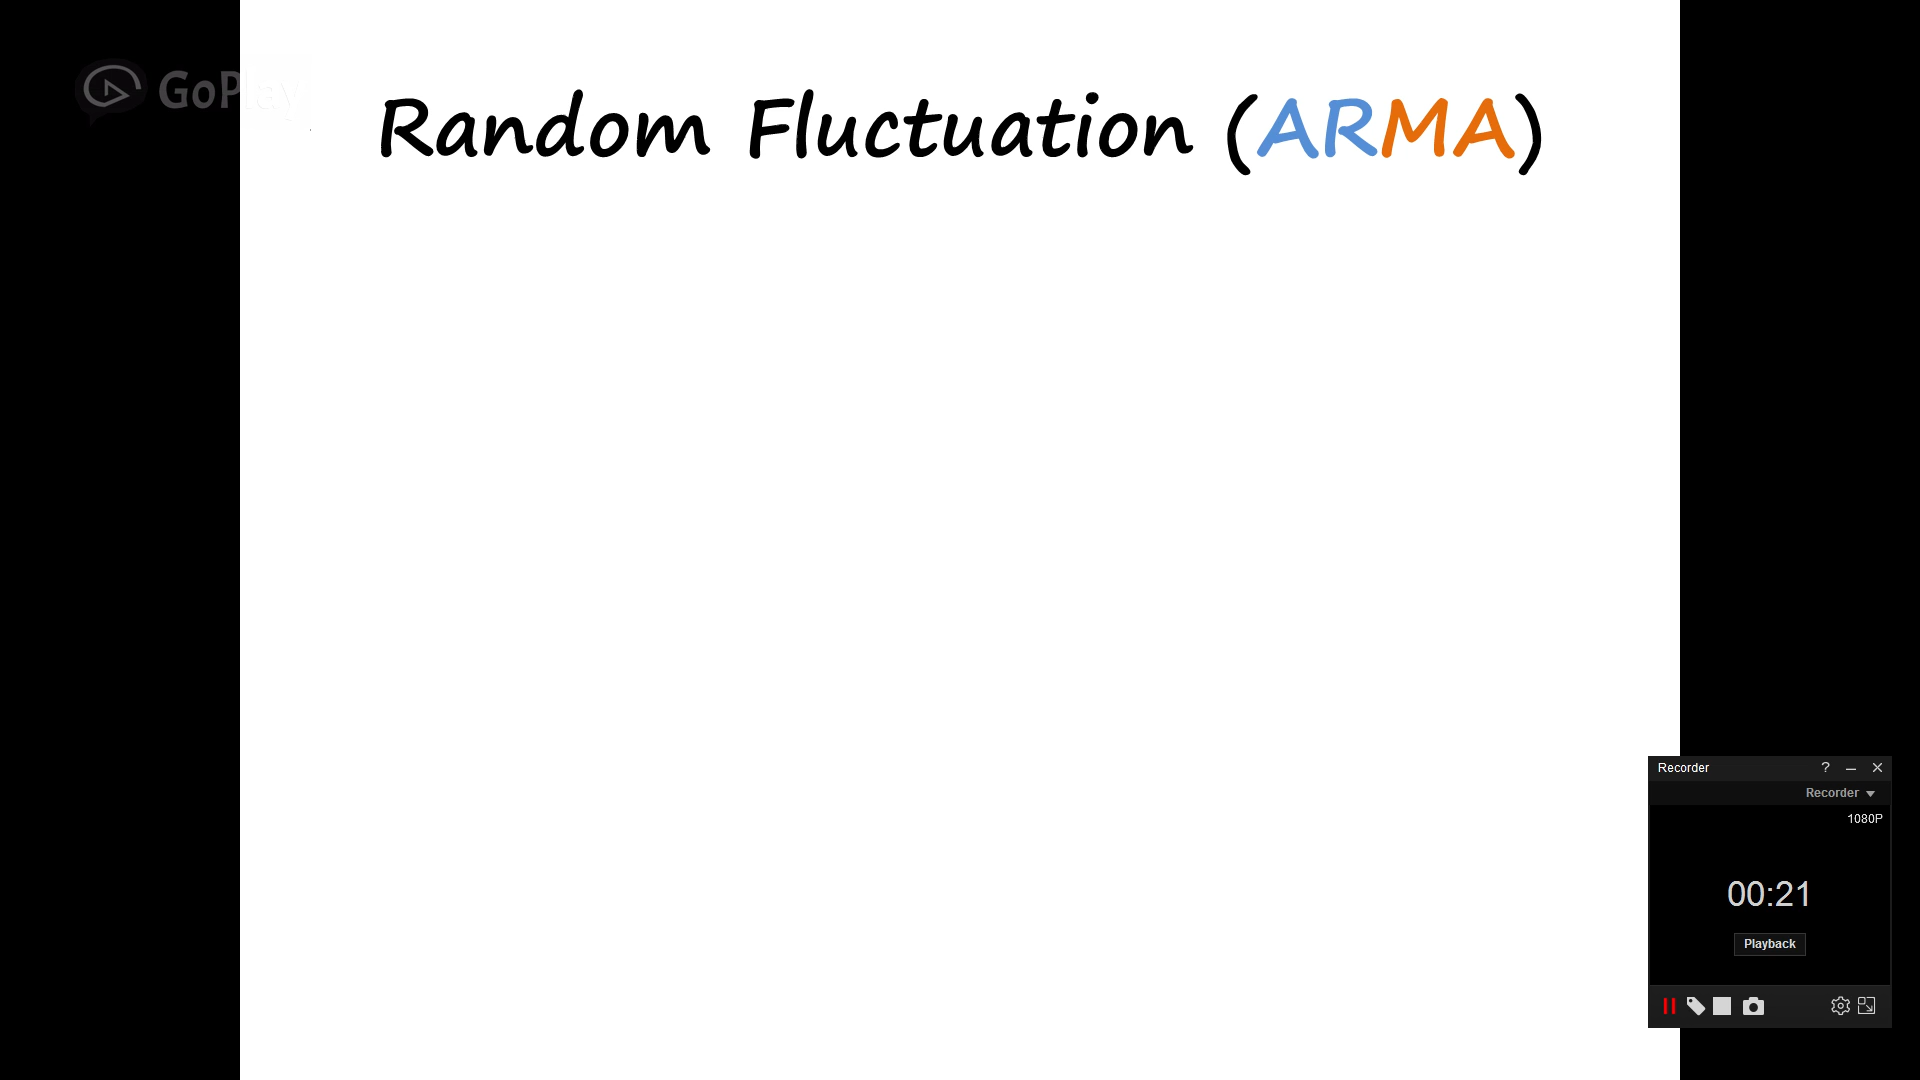 GoPlay
Random Fluctuation (ARMA)
Recorder ?
Recorder
1080P
00:21
Playback